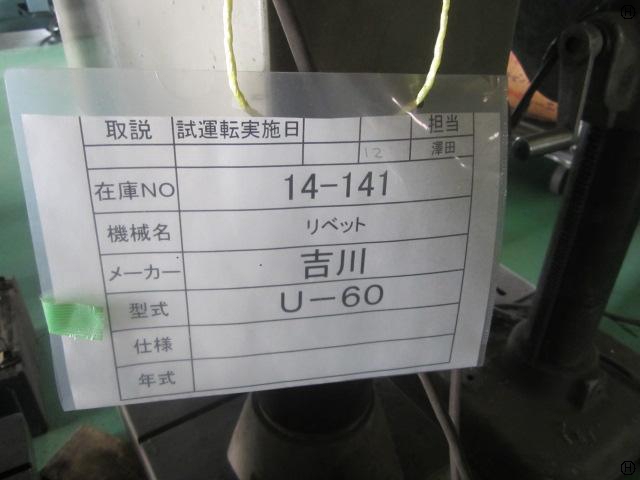 取説 試運転実施日 担当
12 澤田
在庫NO 14-141
機械名 リベット
メーカー 吉川
型式 U-60
仕様
年式
H
H